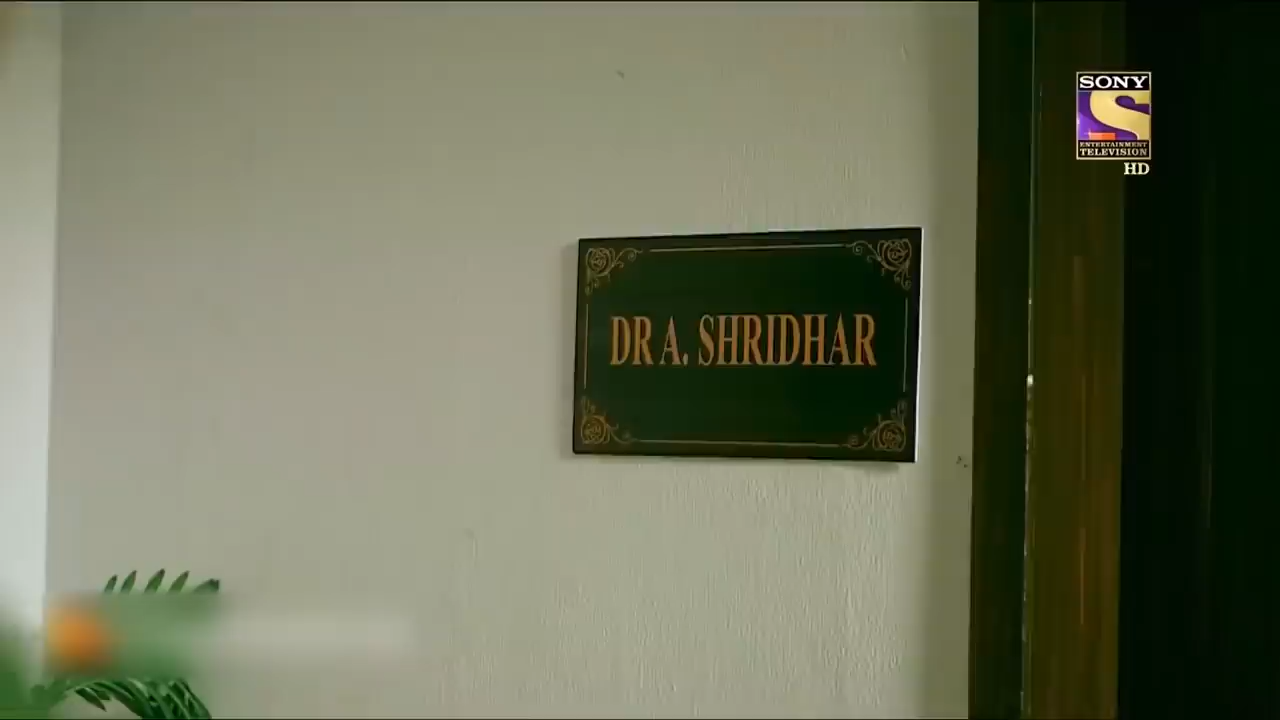 SONY
ENTERTAINMENT
TELEVISION
HD
DR A. SHRIDHAR